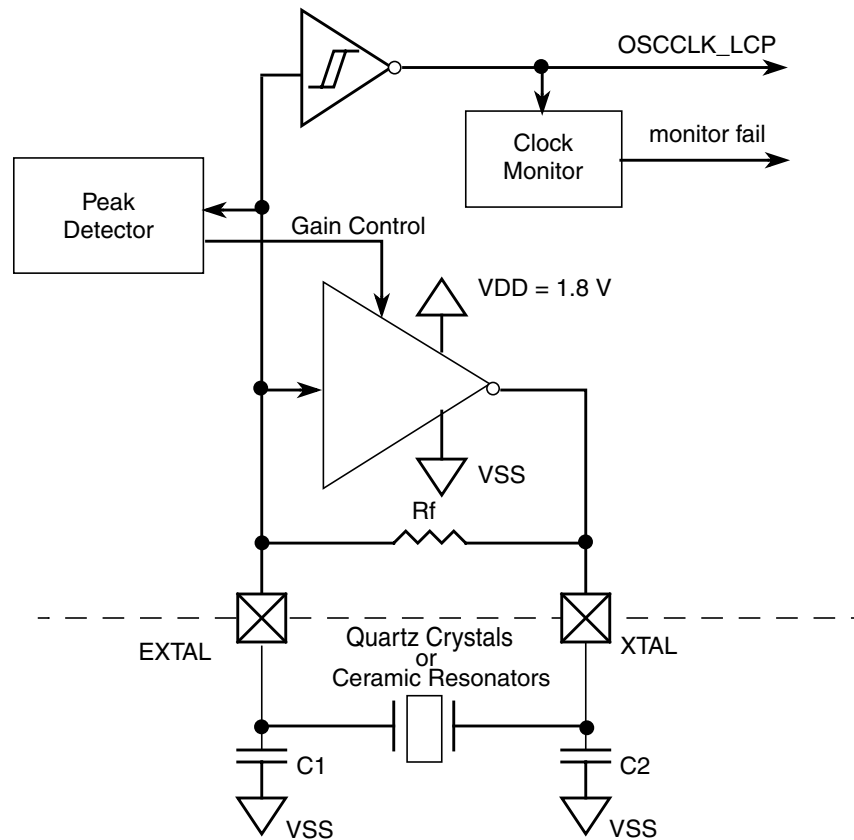 OSCCLK_LCP
Clock
Monitor
monitor fail
Peak
Detector
Gain Control
VDD = 1.8 V
VSS
Rf
EXTAL
Quartz Crystals
or
Ceramic Resonators
XTAL
C1
C2
VSS
VSS